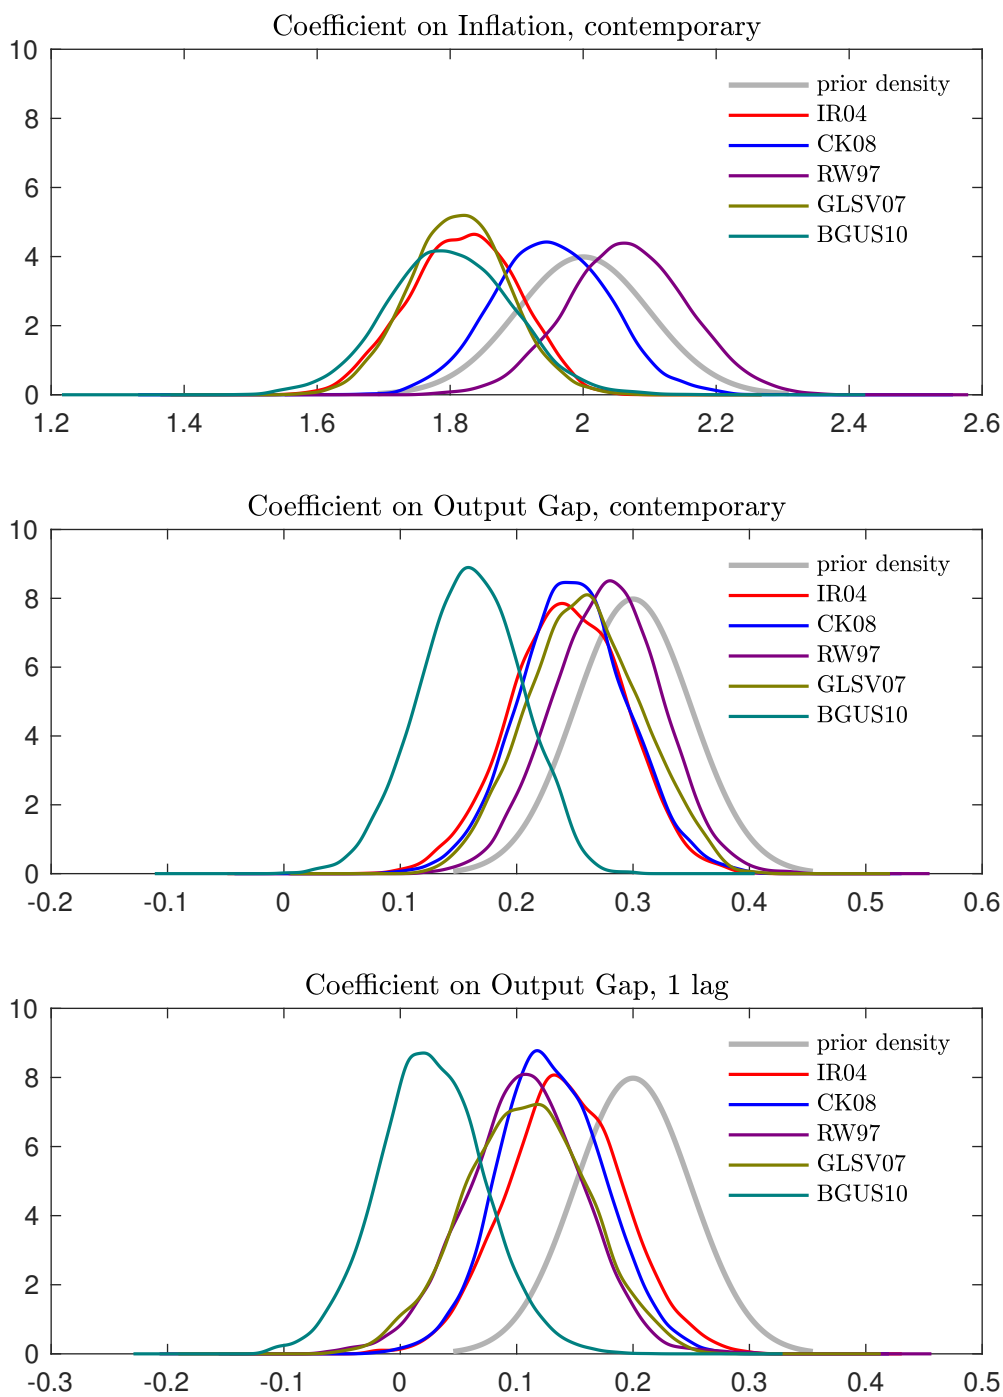 Coefficient on Inflation, contemporary
10
8
6
4
2
0
prior density
IR04
CK08
RW97
GLSV07
BGUS10
1.2 1.4 1.6 1.8 2 2.2 2.4 2.6
Coefficient on Output Gap, contemporary
10
8
6
4
2
0
prior density
IR04
CK08
RW97
GLSV07
BGUS10
-0.2 -0.1 0 0.1 0.2 0.3 0.4 0.5 0.6
Coefficient on Output Gap, 1 lag
10
8
6
4
2
0
prior density
IR04
CK08
RW97
GLSV07
BGUS10
-0.3 -0.2 -0.1 0 0.1 0.2 0.3 0.4 0.5